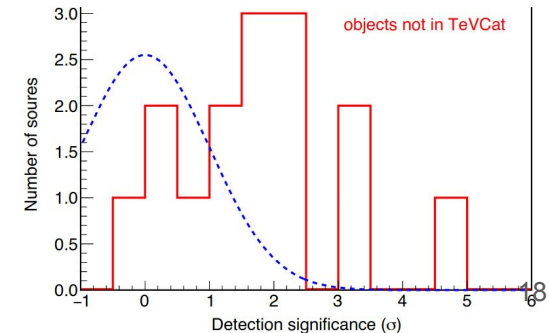 objects not in TeVCat
Number of soures
3.0
2.5
2.0
1.5
1.0
0.5
0.0
−1 0 1 2 3 4 5 6
18
Detection significance (σ)